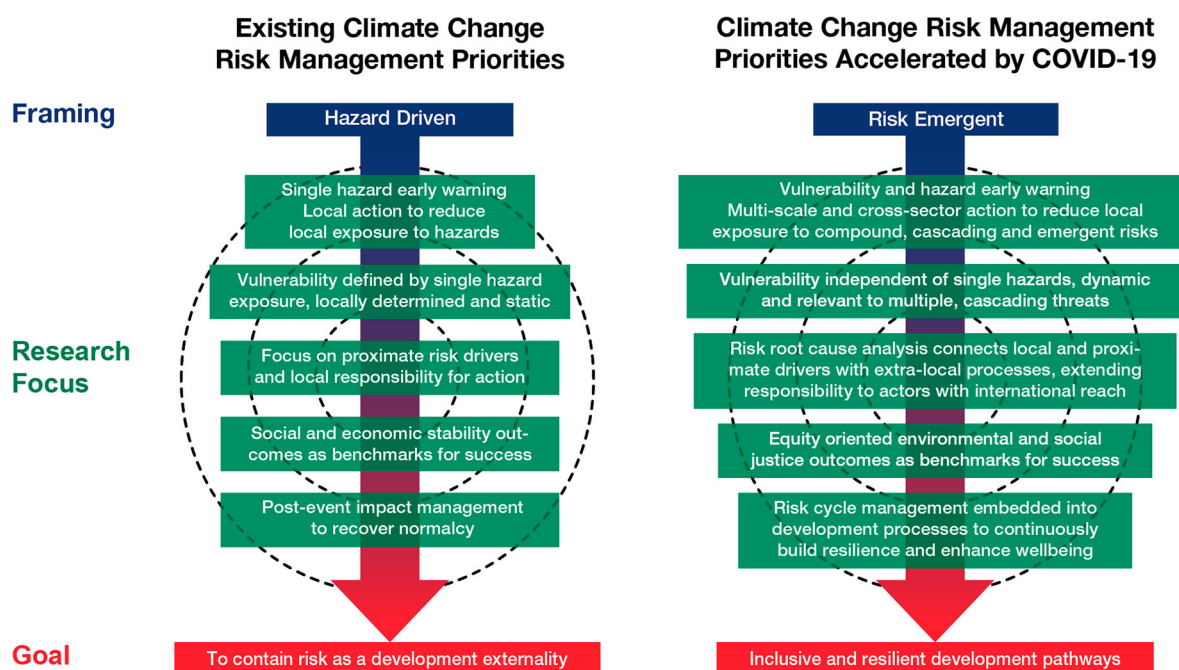 Existing Climate Change
Risk Management Priorities
Climate Change Risk Management
Priorities Accelerated by COVID-19
Framing
Hazard Driven
Risk Emergent
Research
Focus
Single hazard early warning
Local action to reduce
local exposure to hazards
Vulnerability defined by single hazard
exposure, locally determined and static
Focus on proximate risk drivers
and local responsibility for action
Social and economic stability out-
comes as benchmarks for success
Post-event impact management
to recover normalcy
Vulnerability and hazard early warning
Multi-scale and cross-sector action to reduce local
exposure to compound, cascading and emergent risks
Vulnerability independent of single hazards, dynamic
and relevant to multiple, cascading threats
Risk root cause analysis connects local and proxi-
mate drivers with extra-local processes, extending
responsibility to actors with international reach
Equity oriented environmental and social
justice outcomes as benchmarks for success
Risk cycle management embedded into
development processes to continuously
build resilience and enhance wellbeing
Goal
To contain risk as a development externality
Inclusive and resilient development pathways